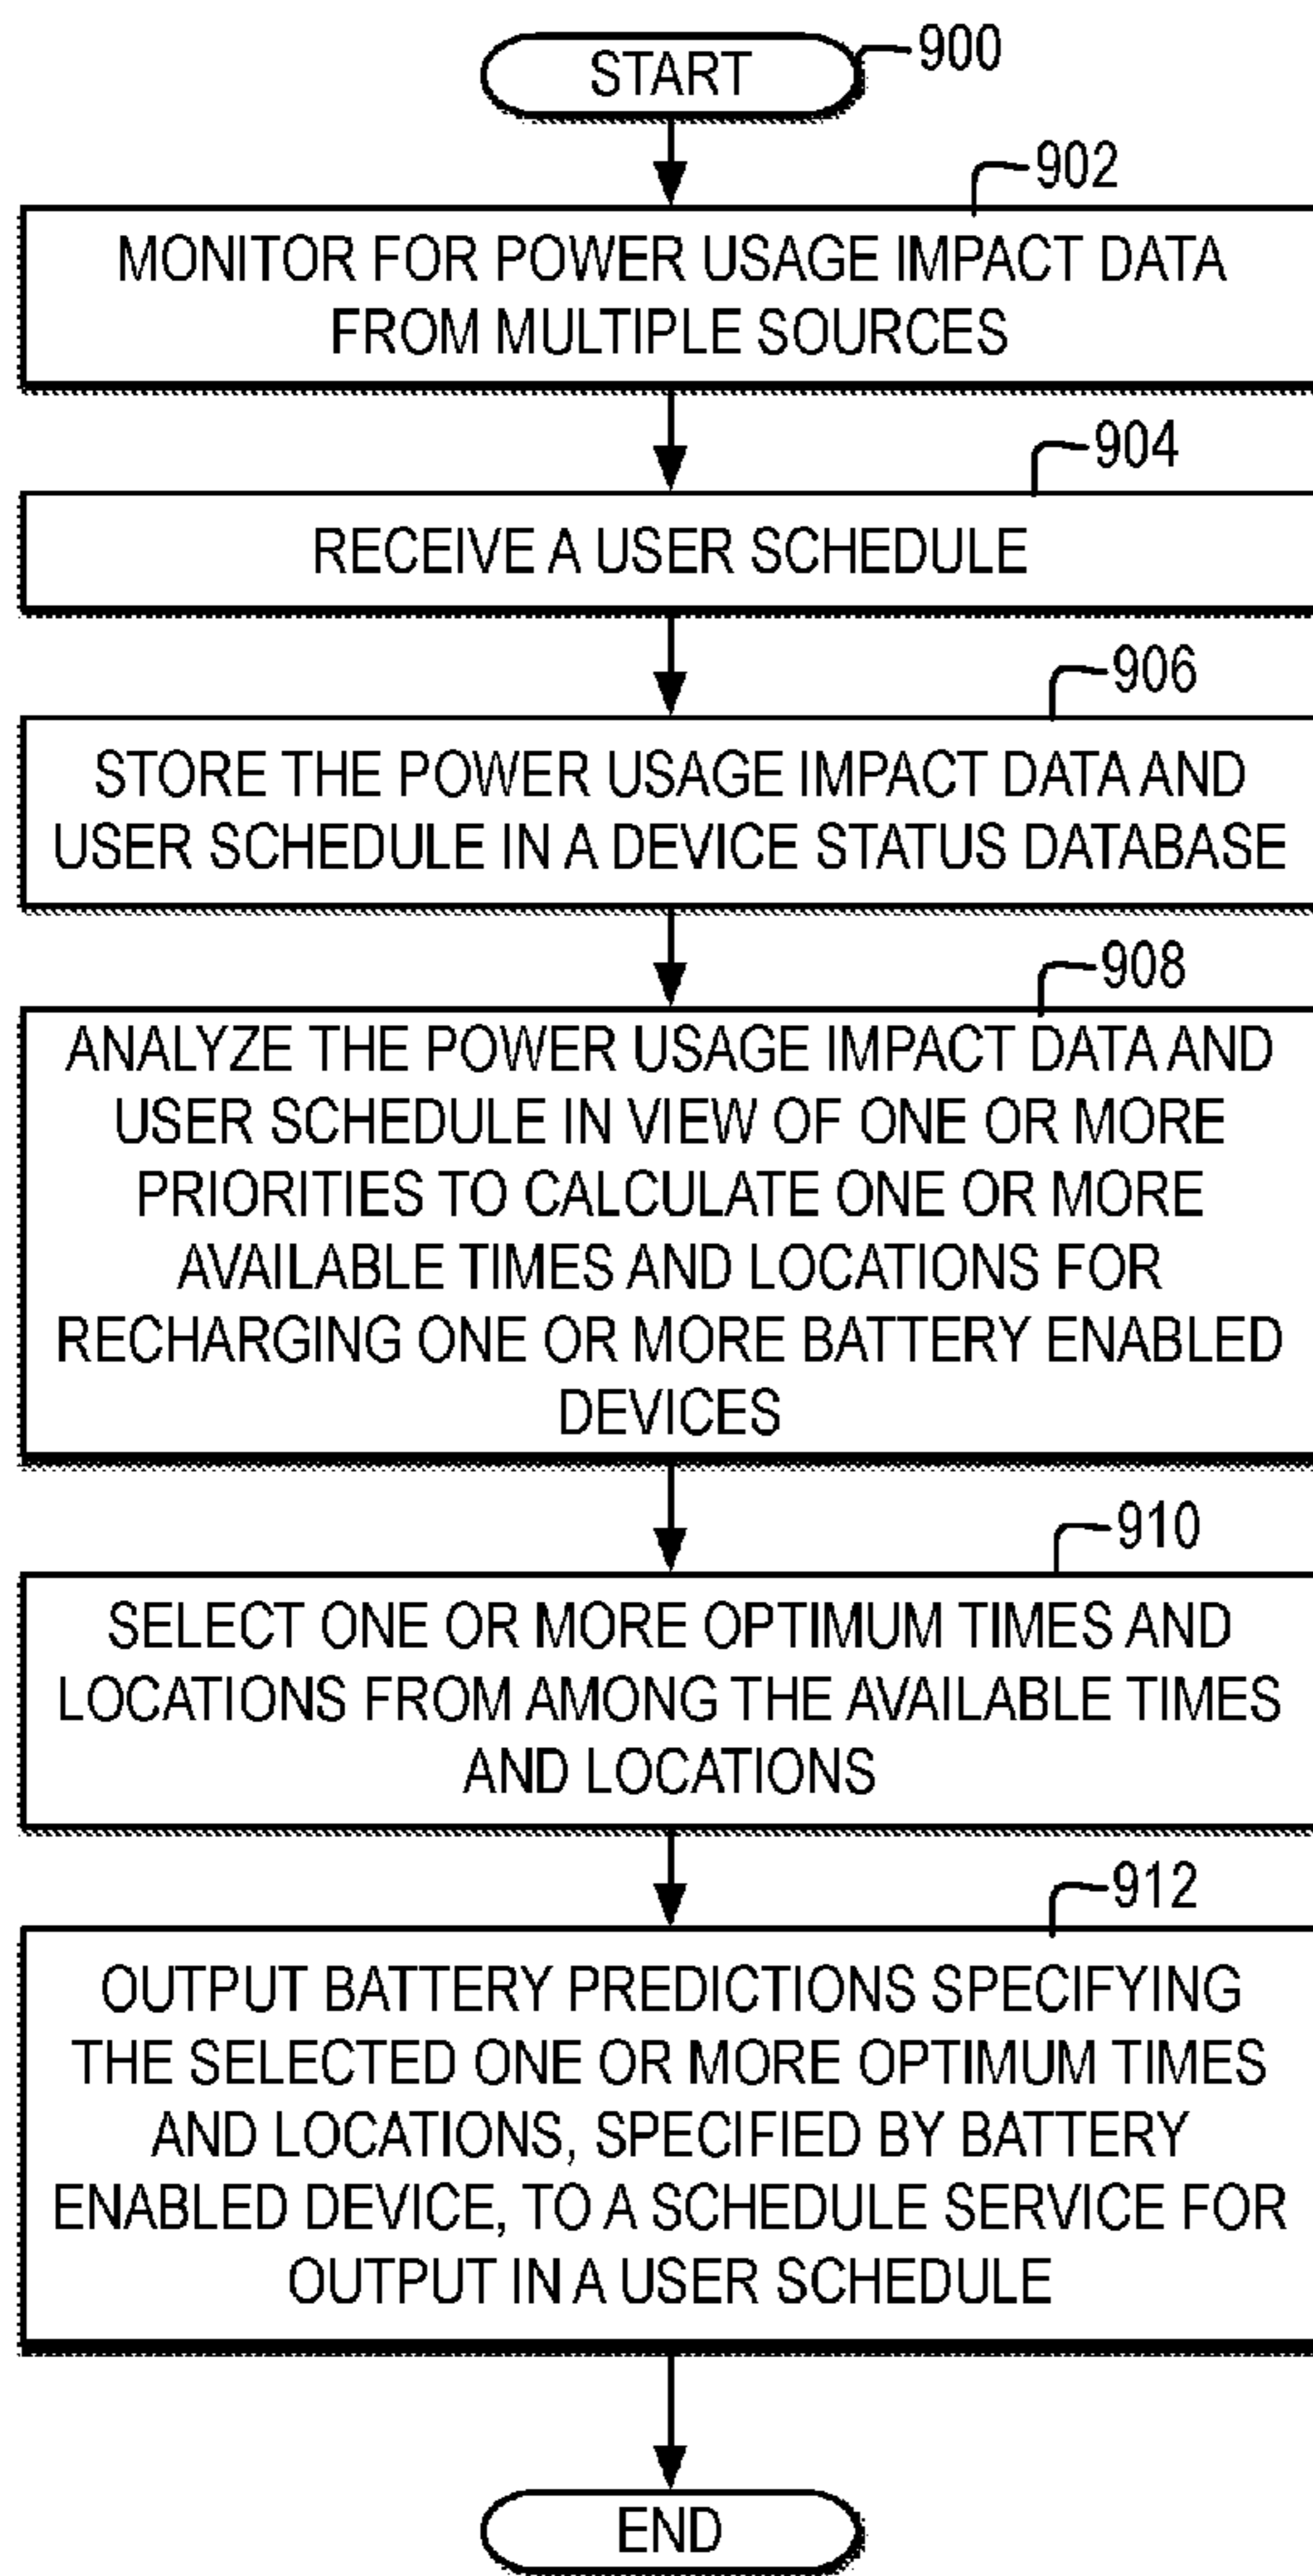 START
900
902
MONITOR FOR POWER USAGE IMPACT DATA
FROM MULTIPLE SOURCES
904
RECEIVE A USER SCHEDULE
906
STORE THE POWER USAGE IMPACT DATA AND
USER SCHEDULE IN A DEVICE STATUS DATABASE
908
ANALYZE THE POWER USAGE IMPACT DATA AND
USER SCHEDULE IN VIEW OF ONE OR MORE
PRIORITIES TO CALCULATE ONE OR MORE
AVAILABLE TIMES AND LOCATIONS FOR
RECHARGING ONE OR MORE BATTERY ENABLED
DEVICES
910
SELECT ONE OR MORE OPTIMUM TIMES AND
LOCATIONS FROM AMONG THE AVAILABLE TIMES
AND LOCATIONS
912
OUTPUT BATTERY PREDICTIONS SPECIFYING
THE SELECTED ONE OR MORE OPTIMUM TIMES
AND LOCATIONS, SPECIFIED BY BATTERY
ENABLED DEVICE, TO A SCHEDULE SERVICE FOR
OUTPUT IN A USER SCHEDULE
END